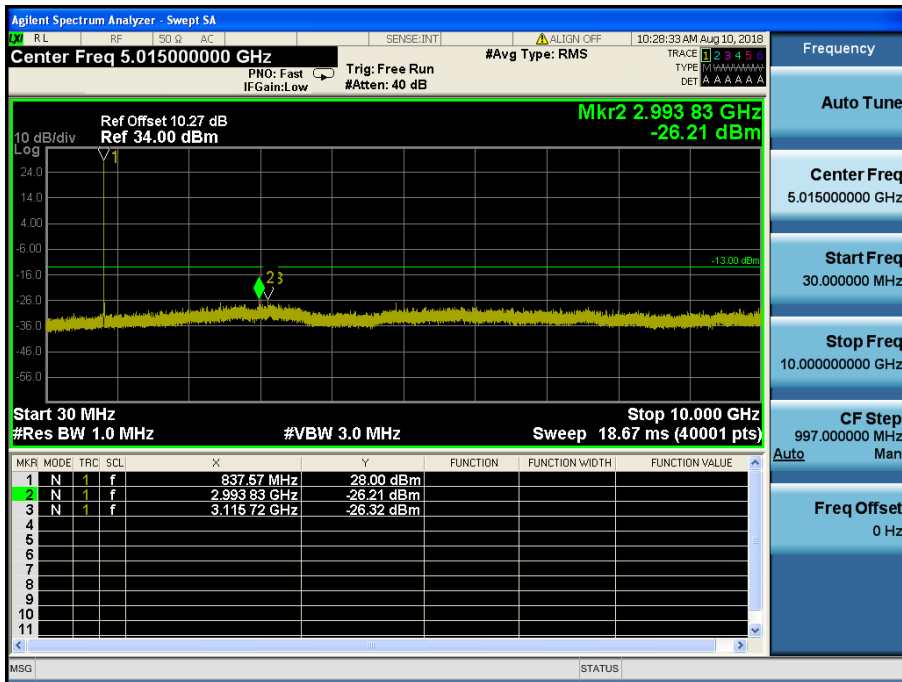 Agilent Spectrum Analyzer - Swept SA
LXI RL RF 50 Ω AC SENSE:INT ALIGN OFF 10:28:33 AM Aug 10, 2018
Center Freq 5.015000000 GHz
PNO: Fast
IFGain:Low
Trig: Free Run
#Atten: 40 dB
#Avg Type: RMS
TRACE 1 2 3 4 5 6
TYPE M
DET A A A A A A
Mkr2 2.993 83 GHz
-26.21 dBm
Ref Offset 10.27 dB
10 dB/div Ref 34.00 dBm
Log
1
24.0
14.0
4.00
-6.00
-13.00 dBm
-16.0
2 3
-26.0
-36.0
-46.0
-56.0
Start 30 MHz Stop 10.000 GHz
#Res BW 1.0 MHz #VBW 3.0 MHz Sweep 18.67 ms (40001 pts)
MKR MODE TRC SCL X Y FUNCTION FUNCTION WIDTH FUNCTION VALUE
1 N 1 f 837.57 MHz 28.00 dBm
2 N 1 f 2.993 83 GHz -26.21 dBm
3 N 1 f 3.115 72 GHz -26.32 dBm
4
5
6
7
8
9
10
11
MSG STATUS
Frequency
Auto Tune
Center Freq
5.015000000 GHz
Start Freq
30.000000 MHz
Stop Freq
10.000000000 GHz
CF Step
997.000000 MHz
Auto Man
Freq Offset
0 Hz